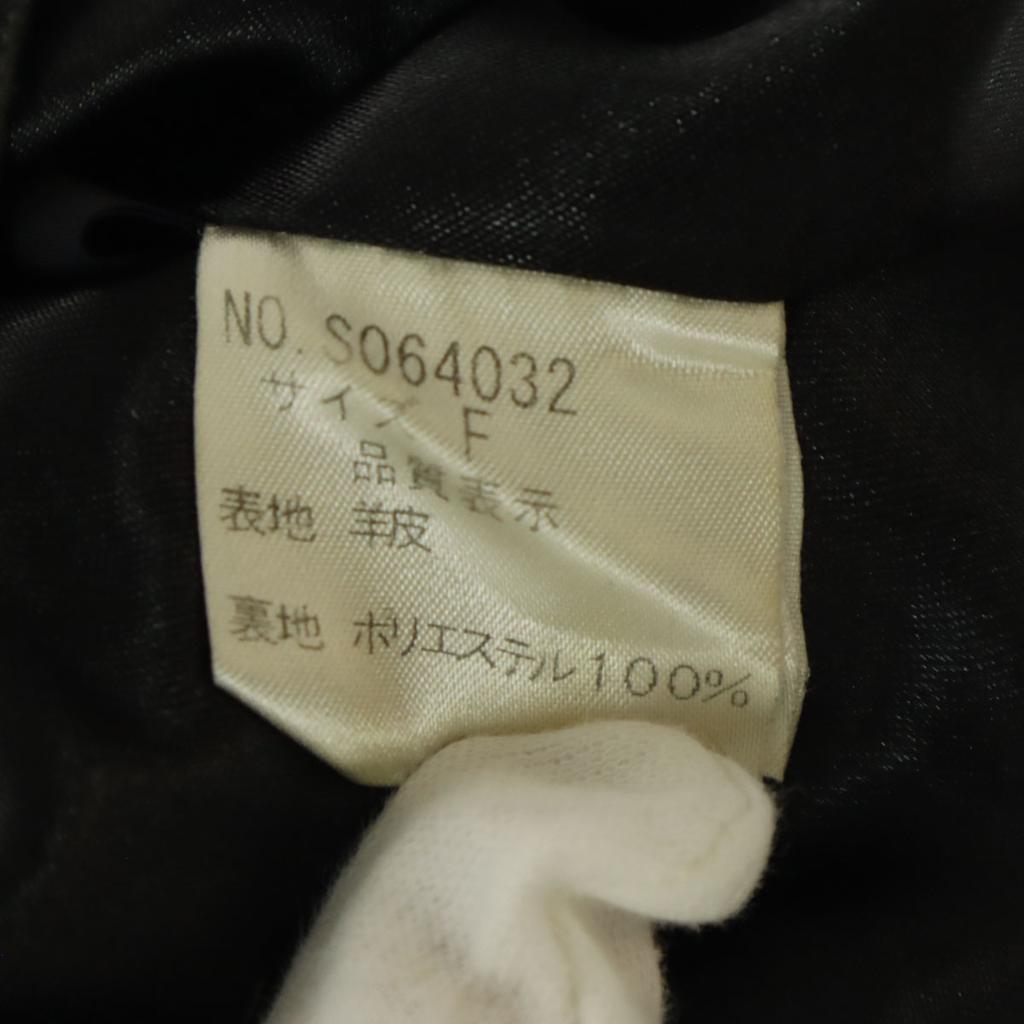 NO. S064032
サイズ F
品質表示
表地 羊皮
裏地 ポリエステル100%